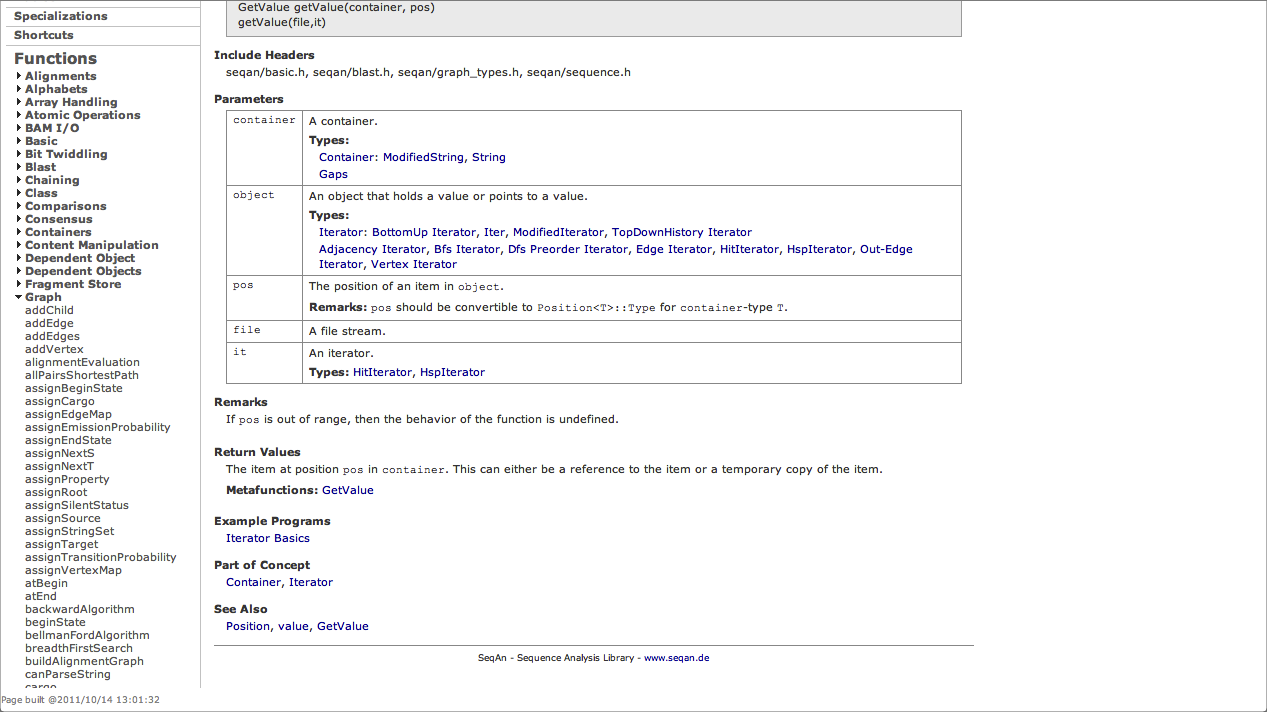 Specializations
Shortcuts
Functions
Alignments
Alphabets
Array Handling
Atomic Operations
BAM I/O
Basic
Bit Twiddling
Blast
Chaining
Class
Comparisons
Consensus
Containers
Content Manipulation
Dependent Object
Dependent Objects
Fragment Store
Graph
addChild
addEdge
addEdges
addVertex
alignmentEvaluation
allPairsShortestPath
assignBeginState
assignCargo
assignEdgeMap
assignEmissionProbability
assignEndState
assignNextS
assignNextT
assignProperty
assignRoot
assignSilentStatus
assignSource
assignStringSet
assignTarget
assignTransitionProbability
assignVertexMap
atBegin
atEnd
backwardAlgorithm
beginState
bellmanFordAlgorithm
breadthFirstSearch
buildAlignmentGraph
canParseString
cargo
Page built @2011/10/14 13:01:32
GetValue getValue(container, pos)
getValue(file,it)
Include Headers
seqan/basic.h, seqan/blast.h, seqan/graph_types.h, seqan/sequence.h
Parameters
container
A container.
Types:
Container: ModifiedString, String
Gaps
object
An object that holds a value or points to a value.
Types:
Iterator: BottomUp Iterator, Iter, ModifiedIterator, TopDownHistory Iterator
Adjacency Iterator, Bfs Iterator, Dfs Preorder Iterator, Edge Iterator, HitIterator, HspIterator, Out-Edge
Iterator, Vertex Iterator
pos
The position of an item in object.
Remarks: pos should be convertible to Position<T>::Type for container-type T.
file
A file stream.
it
An iterator.
Types: HitIterator, HspIterator
Remarks
If pos is out of range, then the behavior of the function is undefined.
Return Values
The item at position pos in container. This can either be a reference to the item or a temporary copy of the item.
Metafunctions: GetValue
Example Programs
Iterator Basics
Part of Concept
Container, Iterator
See Also
Position, value, GetValue
SeqAn - Sequence Analysis Library - www.seqan.de